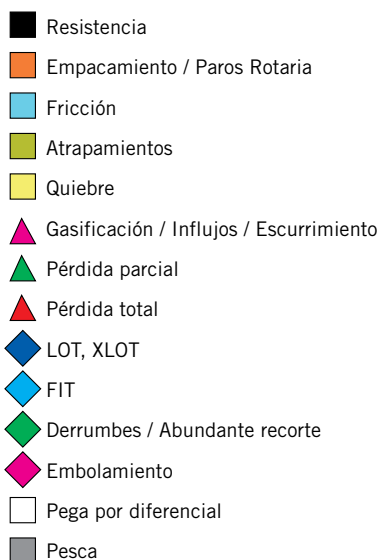 Resistencia
Empacamiento / Paros Rotaria
Fricción
Atrapamientos
Quiebre
Gasificación / Influjos / Escurrimiento
Pérdida parcial
Pérdida total
LOT, XLOT
FIT
Derrumbes / Abundante recorte
Embolamiento
Pega por diferencial
Pesca